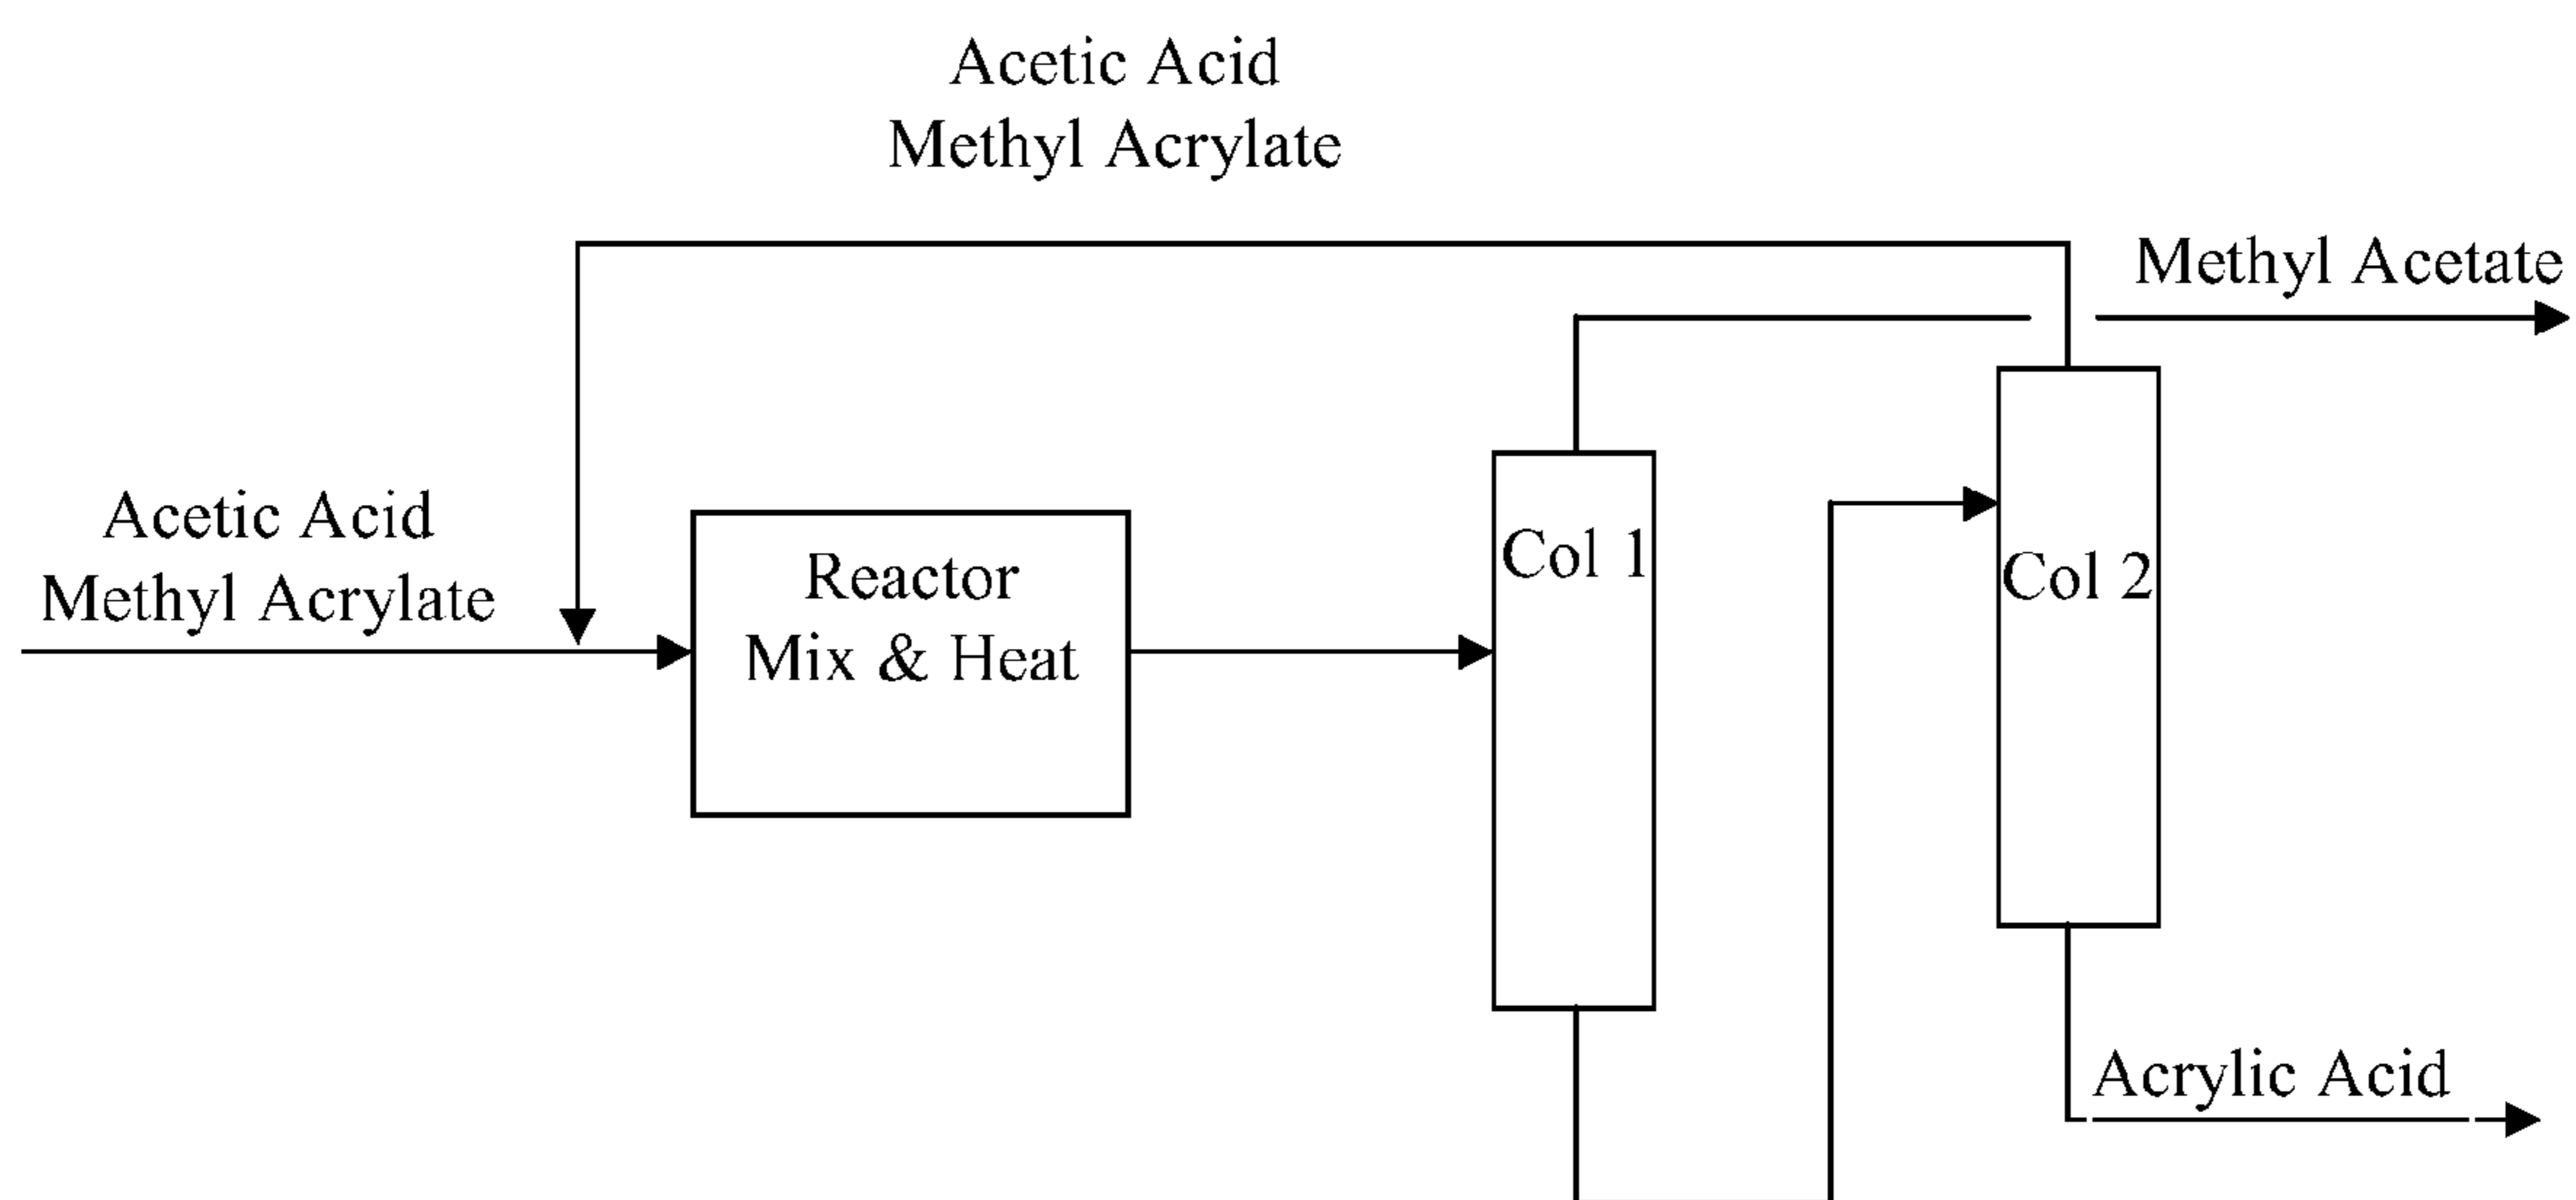 Acetic Acid
Methyl Acrylate
Methyl Acetate
Acetic Acid
Methyl Acrylate
Reactor
Mix & Heat
Col 1
Col 2
Acrylic Acid